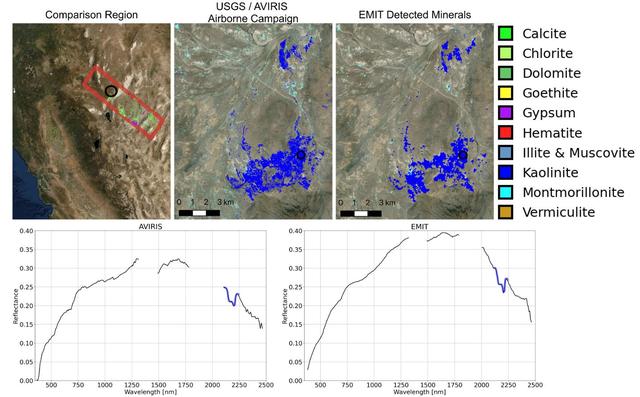 Comparison Region
USGS / AVIRIS
Airborne Campaign
EMIT Detected Minerals
0 1 2 3 km
0 1 2 3 km
Calcite
Chlorite
Dolomite
Goethite
Gypsum
Hematite
Illite & Muscovite
Kaolinite
Montmorillonite
Vermiculite
AVIRIS
Reflectance
0.40
0.35
0.30
0.25
0.20
0.15
0.10
0.05
0.00
500 750 1000 1250 1500 1750 2000 2250 2500
Wavelength [nm]
EMIT
Reflectance
0.40
0.35
0.30
0.25
0.20
0.15
0.10
0.05
0.00
500 750 1000 1250 1500 1750 2000 2250 2500
Wavelength [nm]